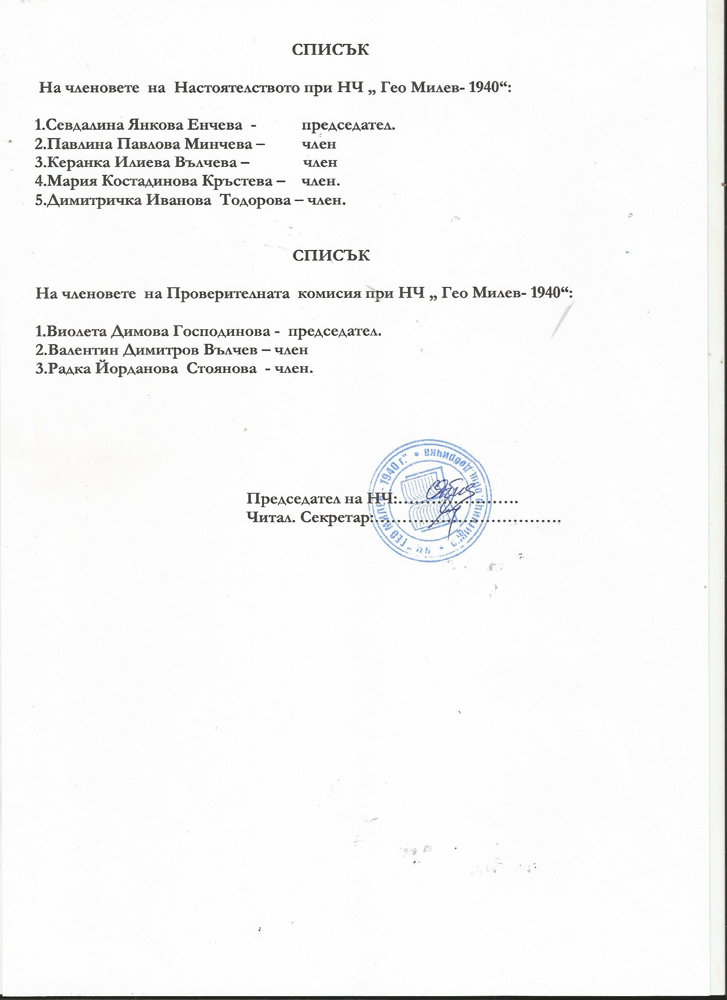 СПИСЪК
На членовете на Настоятелството при НЧ „ Гео Милев- 1940“:
1.Севдалина Янкова Енчева - председател.
2.Павлина Павлова Минчева – член
3.Керанка Илиева Вълчева – член
4.Мария Костадинова Кръстева – член.
5.Димитричка Иванова Тодорова – член.
СПИСЪК
На членовете на Проверителната комисия при НЧ „ Гео Милев- 1940“:
1.Виолета Димова Господинова - председател.
2.Валентин Димитров Вълчев – член
3.Радка Йорданова Стоянова - член.
Председател на НЧ:........................
Читал. Секретар:....................................
НЧ "ГЕО МИЛЕВ - 1940 г." • общ. Добричка